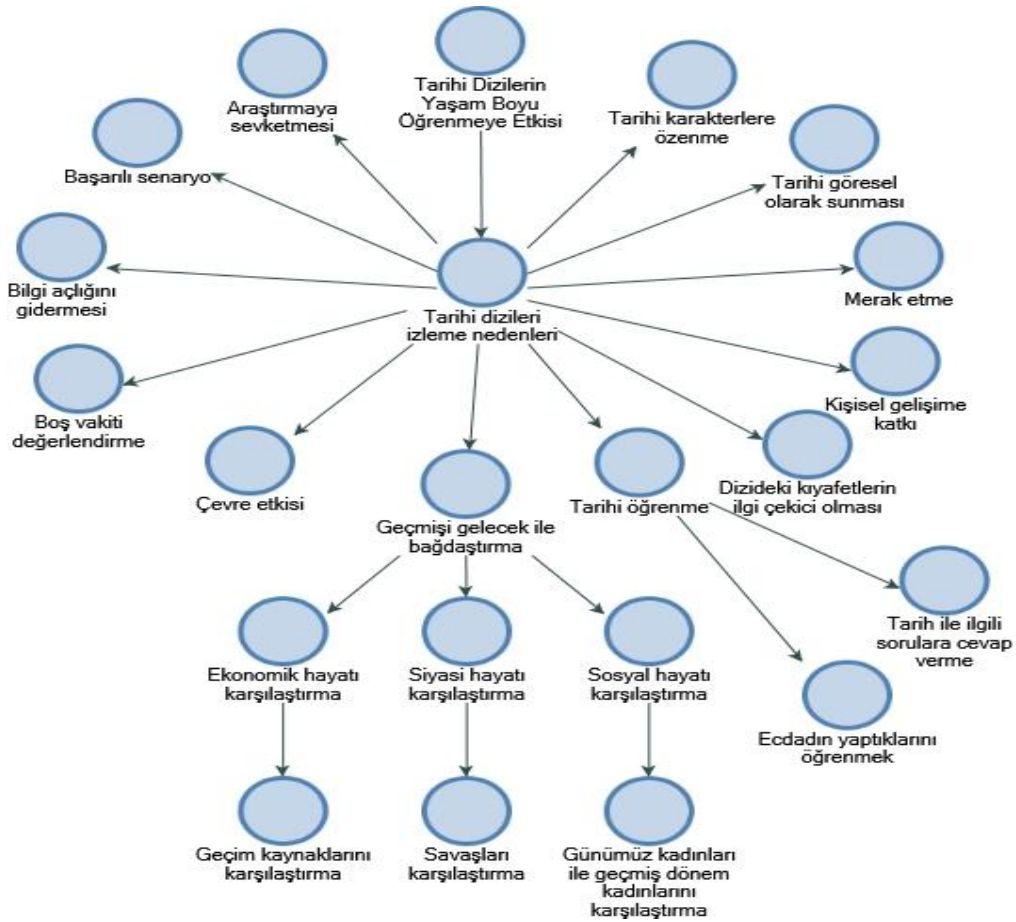 Tarihi Dizilerin
Yaşam Boyu
Öğrenmeye Etkisi
Araştırmaya
sevketmesi
Tarihi karakterlere
özenme
Başarılı senaryo
Tarihi göresel
olarak sunması
Bilgi açlığını
gidermesi
Merak etme
Tarihi dizileri
izleme nedenleri
Boş vakiti
değerlendirme
Kişisel gelişime
katkı
Çevre etkisi
Geçmişi gelecek ile
bağdaştırma
Tarihi öğrenme
Dizideki kıyafetlerin
ilgi çekici olması
Tarih ile ilgili
sorulara cevap
verme
Ekonomik hayatı
karşılaştırma
Siyasi hayatı
karşılaştırma
Sosyal hayatı
karşılaştırma
Ecdadın yaptıklarını
öğrenmek
Geçim kaynaklarını
karşılaştırma
Savaşları
karşılaştırma
Günümüz kadınları
ile geçmiş dönem
kadınlarını
karşılaştırma